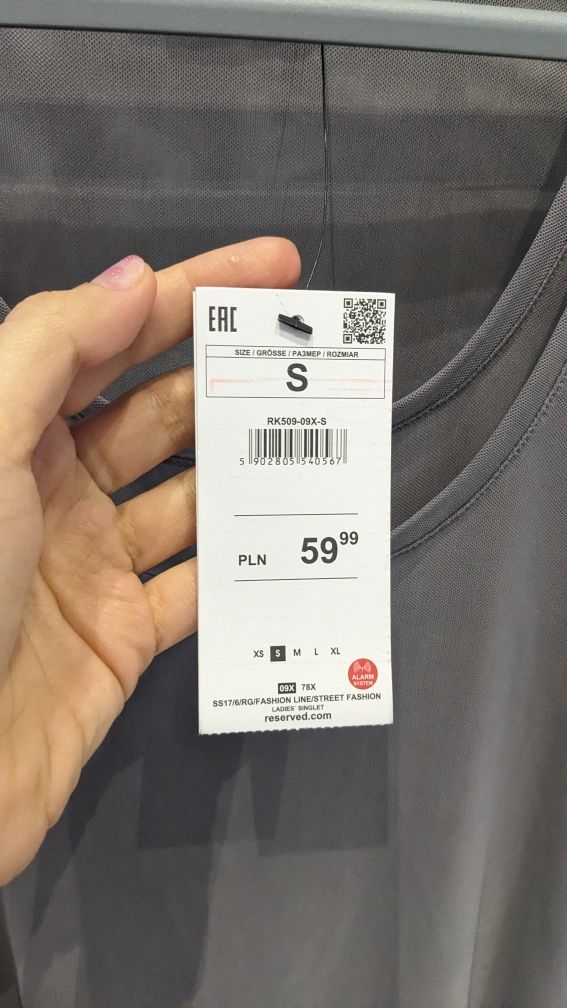 EAC
SIZE / GRÖSSE / РАЗМЕР / ROZMIAR
S
RK509-09X-S
5 902805 540567
PLN 59 99
XS S M L XL
ALARM
SYSTEM
09X 78X
SS17/6/RG/FASHION LINE/STREET FASHION
LADIES` SINGLET
reserved.com